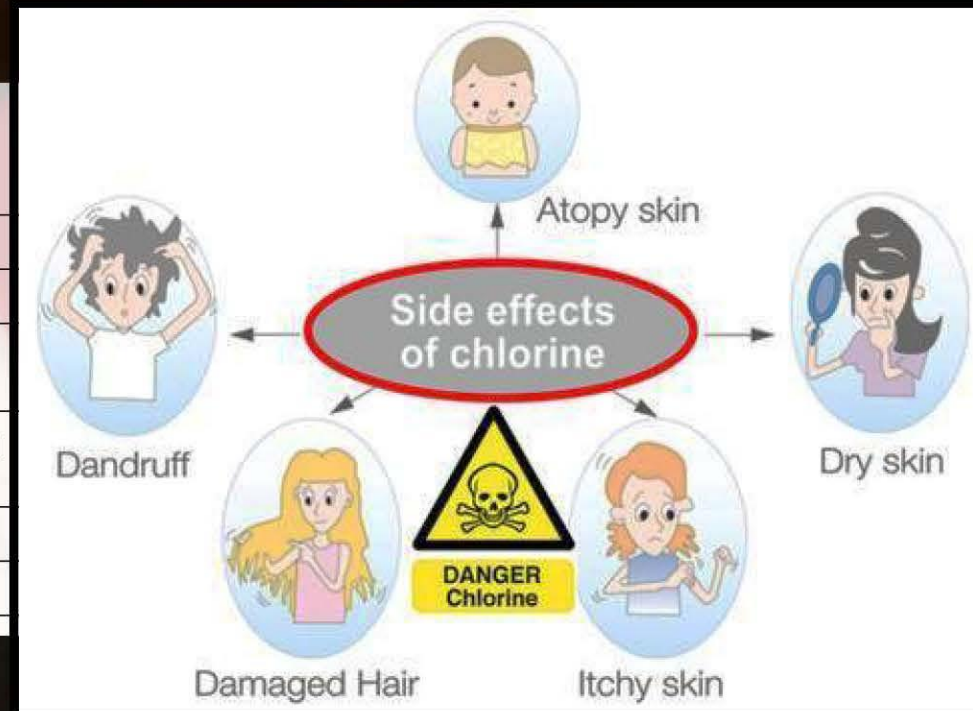 Atopy skin
Side effects
of chlorine
Dandruff
Dry skin
DANGER
Chlorine
Damaged Hair
Itchy skin